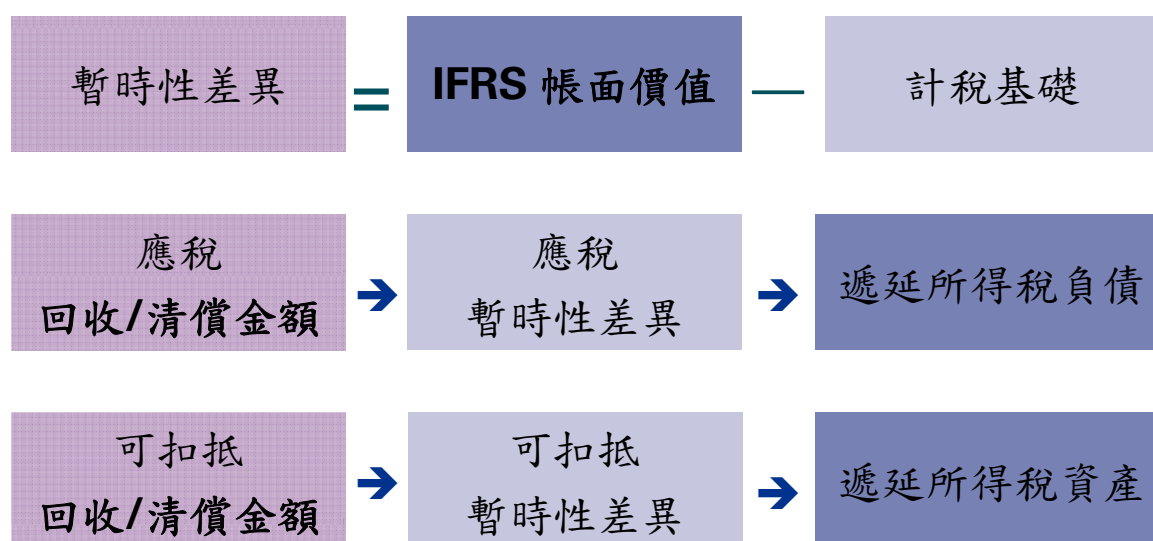 暫時性差異 = IFRS 帳面價值 — 計稅基礎
應稅
回收/清償金額
➔
應稅
暫時性差異
➔
遞延所得稅負債
可扣抵
回收/清償金額
➔
可扣抵
暫時性差異
➔
遞延所得稅資產